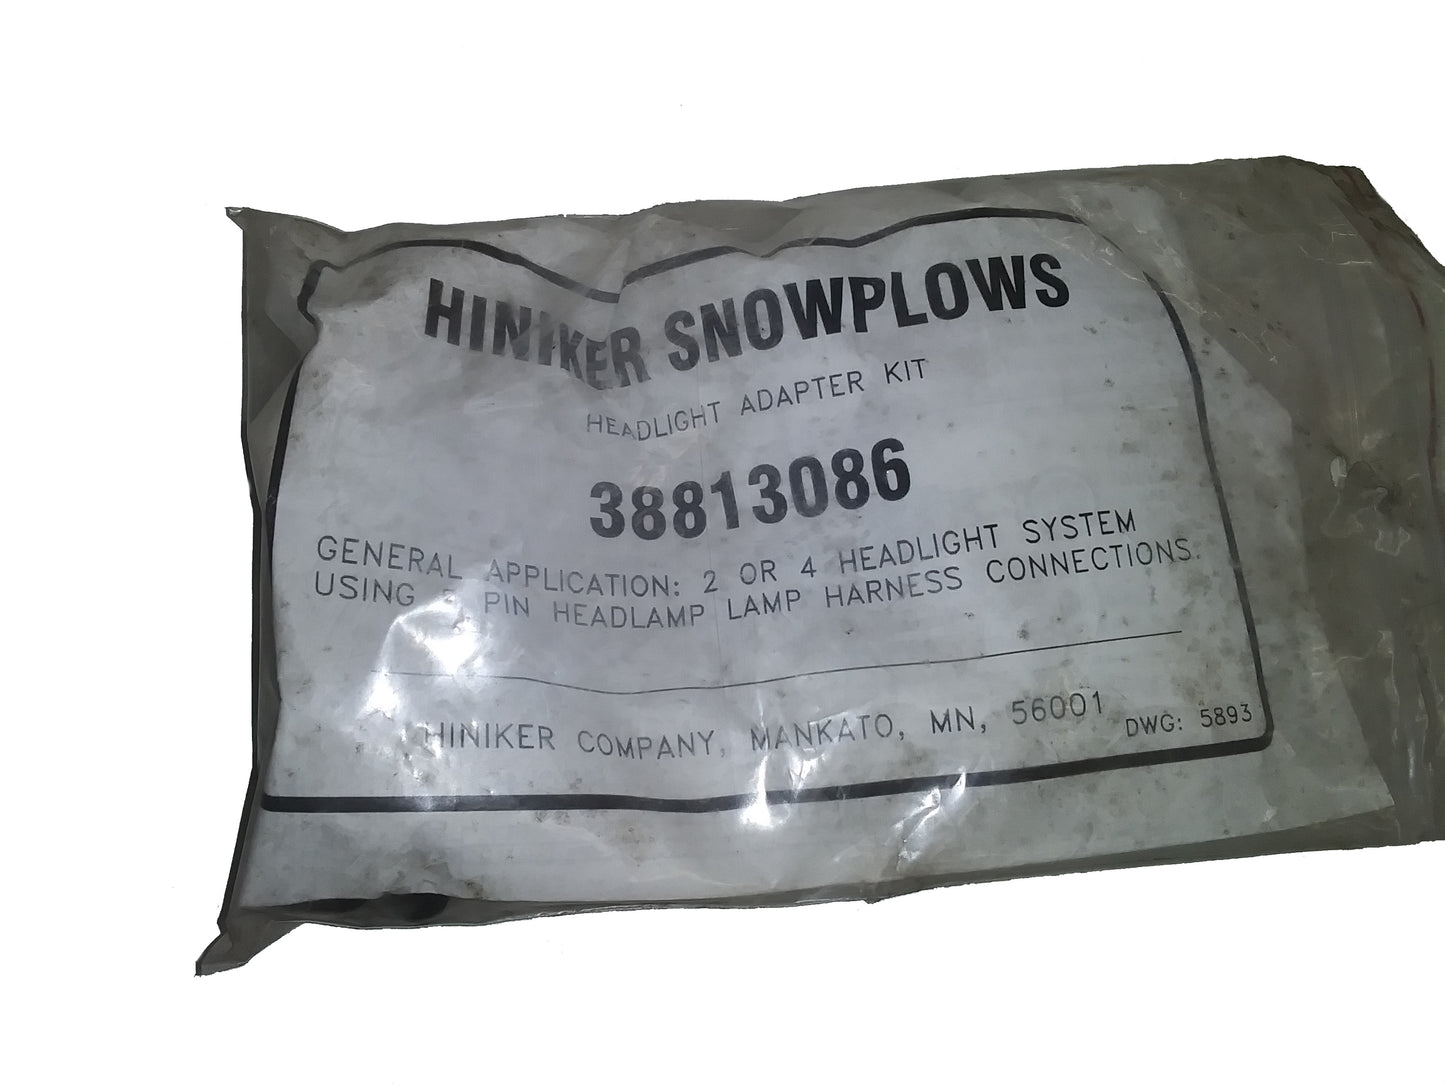 HINIKER SNOWPLOWS
HEADLIGHT ADAPTER KIT
38813086
GENERAL APPLICATION: 2 OR 4 HEADLIGHT SYSTEM
USING PIN HEADLAMP LAMP HARNESS CONNECTIONS.
HINIKER COMPANY, MANKATO, MN, 56001
DWG: 5893